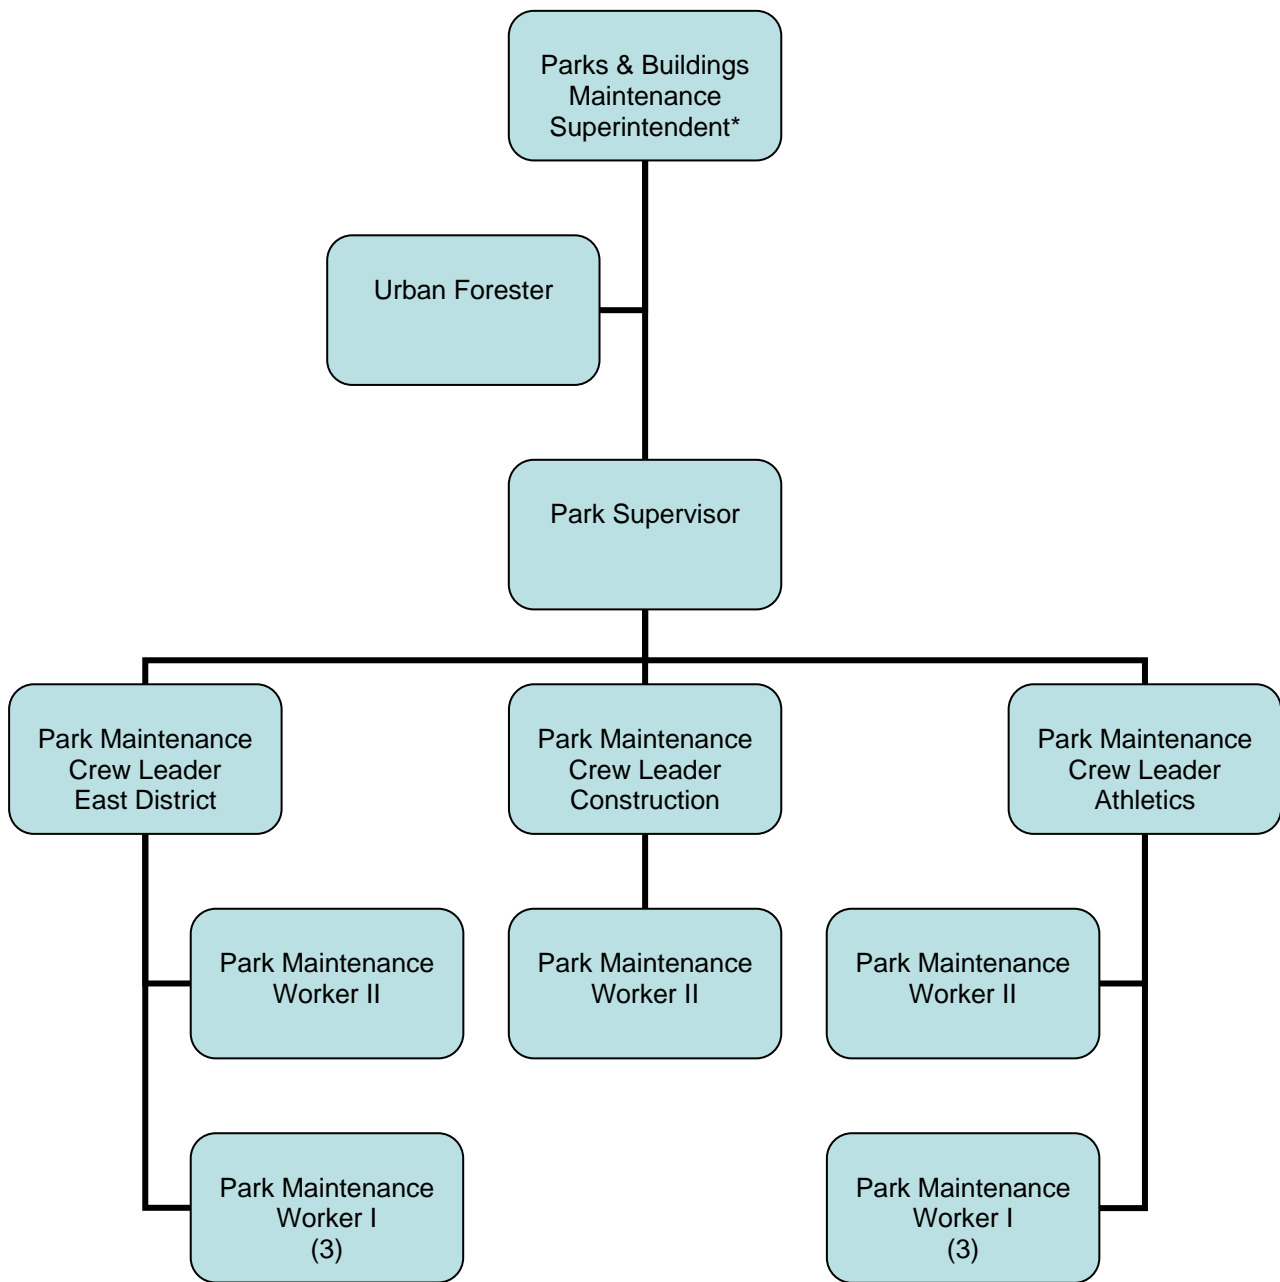 Parks & Buildings
Maintenance
Superintendent*
Urban Forester
Park Supervisor
Park Maintenance
Crew Leader
East District
Park Maintenance
Crew Leader
Construction
Park Maintenance
Crew Leader
Athletics
Park Maintenance
Worker II
Park Maintenance
Worker II
Park Maintenance
Worker II
Park Maintenance
Worker I
(3)
Park Maintenance
Worker I
(3)